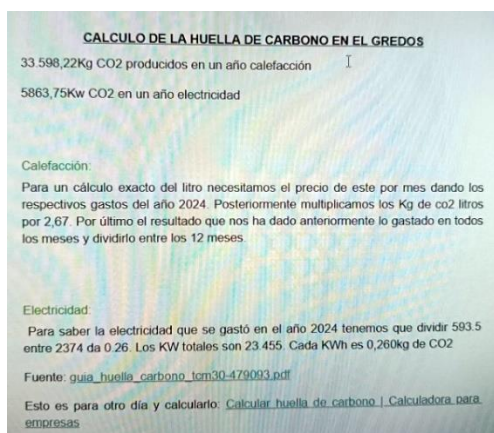 CALCULO DE LA HUELLA DE CARBONO EN EL GREDOS
33.598,22Kg CO2 producidos en un año calefacción
5863,75Kw CO2 en un año electricidad
Calefacción:
Para un cálculo exacto del litro necesitamos el precio de este por mes dando los
respectivos gastos del año 2024. Posteriormente multiplicamos los Kg de co2 litros
por 2,67. Por último el resultado que nos ha dado anteriormente lo gastado en todos
los meses y dividirlo entre los 12 meses.
Electricidad:
Para saber la electricidad que se gastó en el año 2024 tenemos que dividir 593.5
entre 2374 da 0.26. Los KW totales son 23.455. Cada KWh es 0,260kg de CO2
Fuente: guia_huella_carbono_tcm30-479093.pdf
Esto es para otro día y calcularlo: Calcular huella de carbono | Calculadora para
empresas